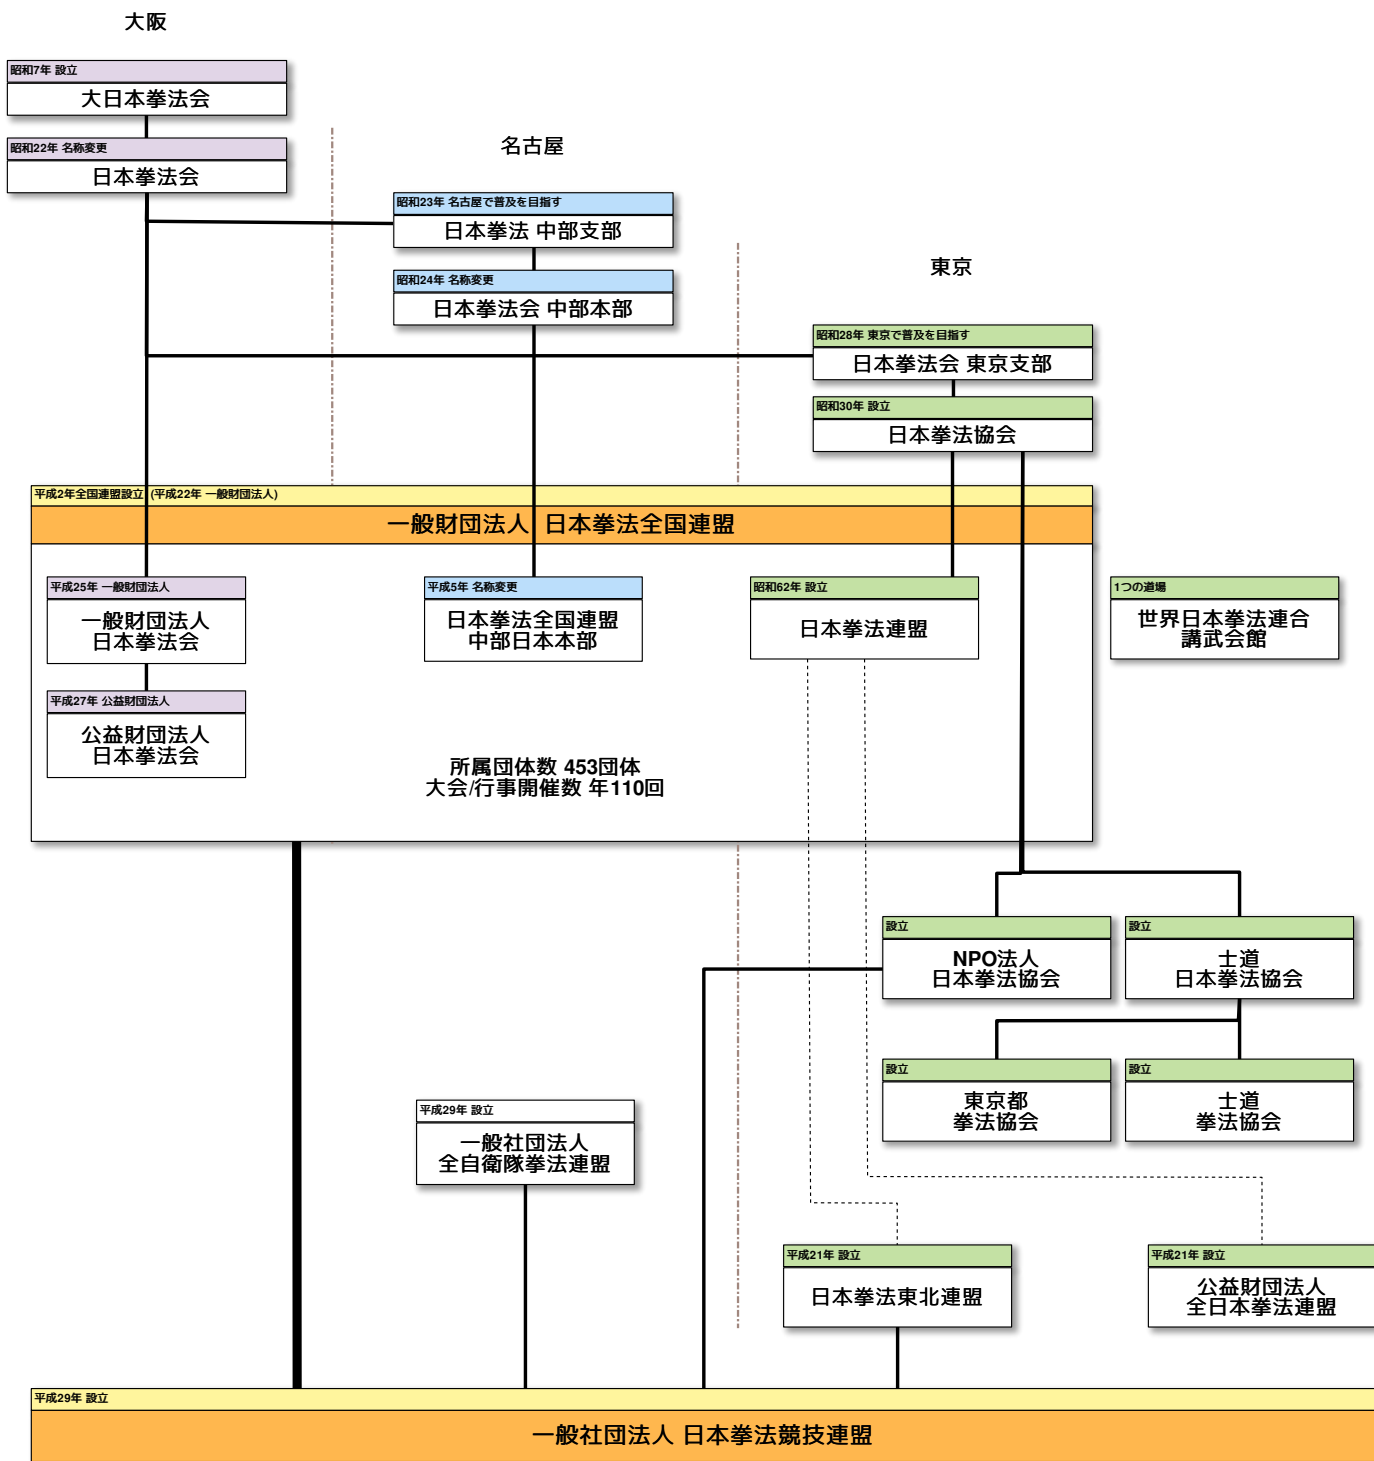 大阪
昭和7年 設立
大日本拳法会
昭和22年 名称変更
日本拳法会
名古屋
昭和23年 名古屋で普及を目指す
日本拳法 中部支部
昭和24年 名称変更
日本拳法会 中部本部
東京
昭和28年 東京で普及を目指す
日本拳法会 東京支部
昭和30年 設立
日本拳法協会
平成2年全国連盟設立 (平成22年 一般財団法人)
一般財団法人 日本拳法全国連盟
平成25年 一般財団法人
一般財団法人
日本拳法会
平成5年 名称変更
日本拳法全国連盟
中部日本本部
昭和62年 設立
日本拳法連盟
1つの道場
世界日本拳法連合
講武会館
平成27年 公益財団法人
公益財団法人
日本拳法会
所属団体数 453団体
大会/行事開催数 年110回
設立
NPO法人
日本拳法協会
設立
士道
日本拳法協会
設立
東京都
拳法協会
設立
士道
拳法協会
平成29年 設立
一般社団法人
全自衛隊拳法連盟
平成21年 設立
日本拳法東北連盟
平成21年 設立
公益財団法人
全日本拳法連盟
平成29年 設立
一般社団法人 日本拳法競技連盟